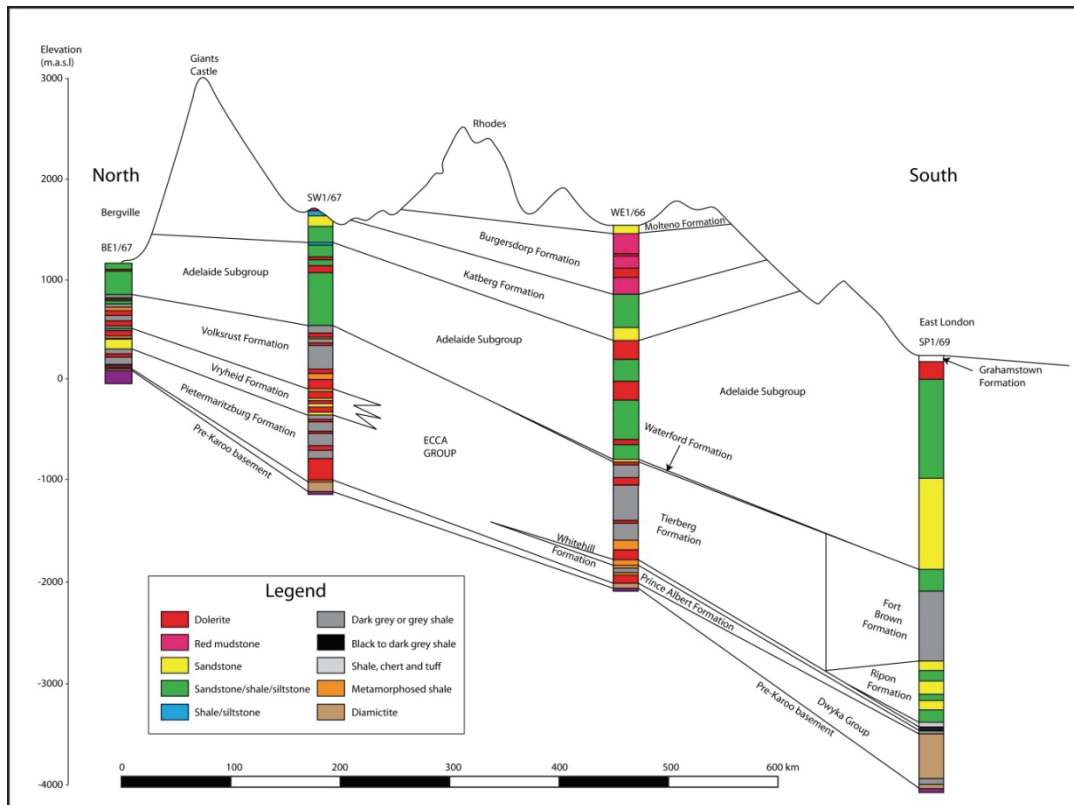 Elevation
(m.a.s.l)
3000
2000
1000
0
-1000
-2000
-3000
-4000
Giants
Castle
Rhodes
North
South
Bergville
BE1/67
SW1/67
WE1/66
East London
SP1/69
Grahamstown
Formation
Molteno Formation
Burgersdorp Formation
Katberg Formation
Adelaide Subgroup
Adelaide Subgroup
Adelaide Subgroup
Volksrust Formation
Vryheid Formation
Pietermaritzburg Formation
Pre-Karoo basement
ECCA
GROUP
Waterford Formation
Tierberg
Formation
Whitehill
Formation
Prince Albert Formation
Fort
Brown
Formation
Ripon
Formation
Dwyka Group
Pre-Karoo basement
Legend
Dolerite
Red mudstone
Sandstone
Sandstone/shale/siltstone
Shale/siltstone
Dark grey or grey shale
Black to dark grey shale
Shale, chert and tuff
Metamorphosed shale
Diamictite
0
100
200
300
400
500
600 km